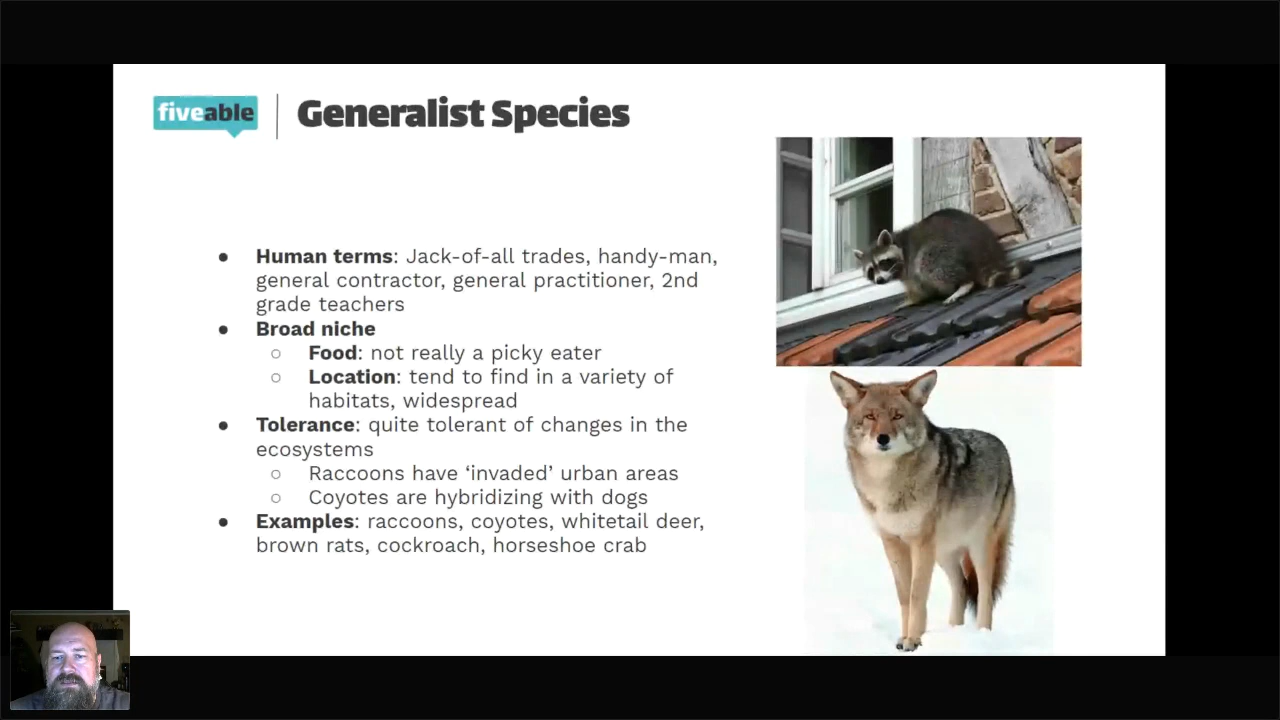 fiveable
Generalist Species
● Human terms: Jack-of-all trades, handy-man,
general contractor, general practitioner, 2nd
grade teachers
● Broad niche
○ Food: not really a picky eater
○ Location: tend to find in a variety of
habitats, widespread
● Tolerance: quite tolerant of changes in the
ecosystems
○ Raccoons have ‘invaded’ urban areas
○ Coyotes are hybridizing with dogs
● Examples: raccoons, coyotes, whitetail deer,
brown rats, cockroach, horseshoe crab